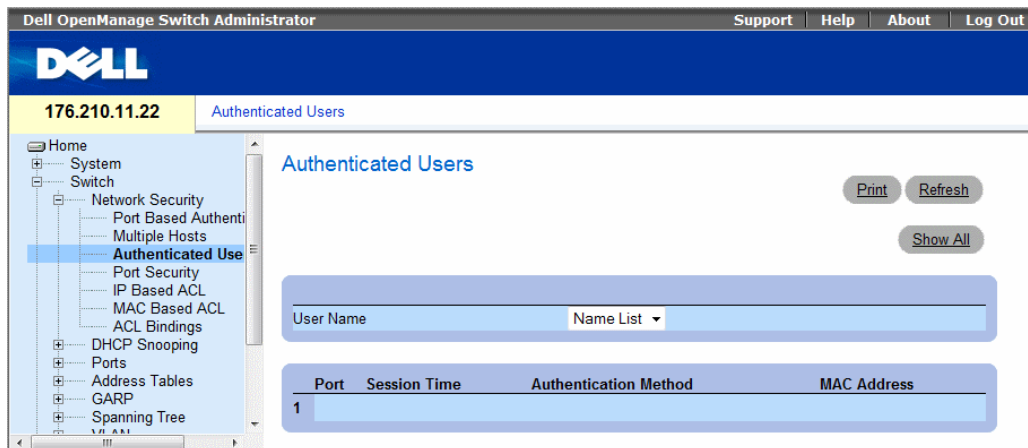 Dell OpenManage Switch Administrator Support Help About Log Out
DELL
176.210.11.22 Authenticated Users
Home
System
Switch
Network Security
Port Based Authenti
Multiple Hosts
Authenticated Use
Port Security
IP Based ACL
MAC Based ACL
ACL Bindings
DHCP Snooping
Ports
Address Tables
GARP
Spanning Tree
VLAN
Authenticated Users
Print Refresh
Show All
User Name Name List
Port Session Time Authentication Method MAC Address
1